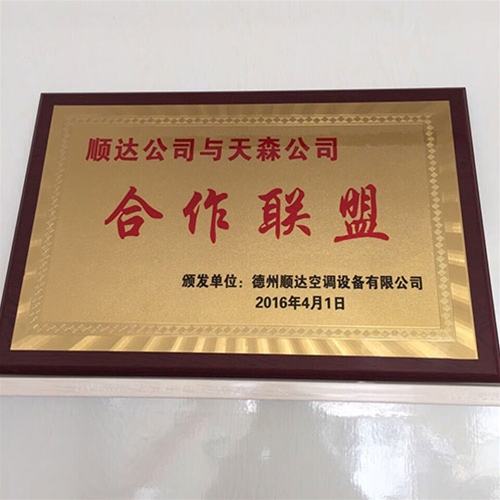 顺达公司与天森公司
合作联盟
颁发单位：德州顺达空调设备有限公司
2016年4月1日